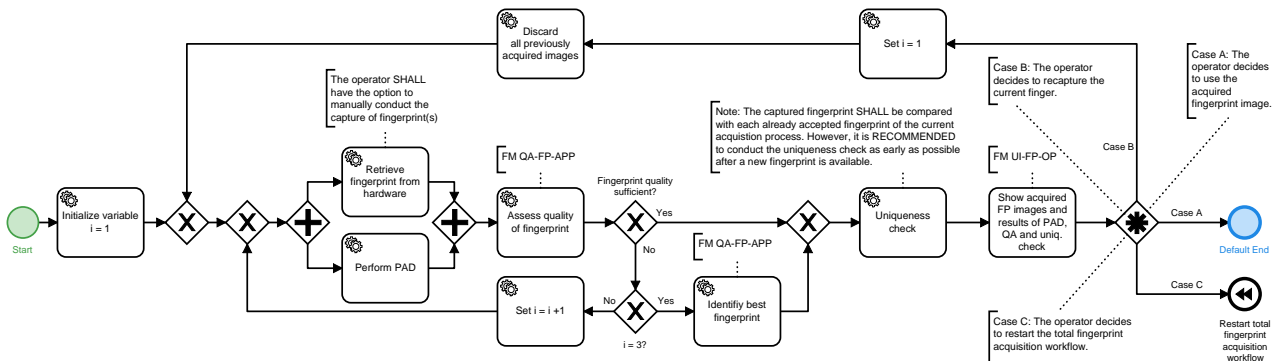 Discard
all previously
acquired images
Set i = 1
Case B: The operator
decides to recapture the
current finger.
Case A: The
operator decides
to use the
acquired
fingerprint image.
The operator SHALL
have the option to
manually conduct the
capture of fingerprint(s)
Note: The captured fingerprint SHALL be compared
with each already accepted fingerprint of the current
acquistion process. However, it is RECOMMENDED
to conduct the uniqueness check as early as possible
after a new fingerprint is available.
Case B
FM QA-FP-APP
FM UI-FP-OP
Retrieve
fingerprint from
hardware
Fingerprint quality
sufficient?
Initialize variable
i = 1
Assess quality
of fingerprint
Yes
Uniqueness
check
Show acquired
FP images and
results of PAD,
QA and uniq.
check
Case A
Start
Default End
No
FM QA-FP-APP
Perform PAD
Set i = i +1
No
Yes
Identifiy best
fingerprint
Case C
i = 3?
Case C: The operator decides
to restart the total fingerprint
acquisition workflow.
Restart total
fingerprint
acquisition
workflow